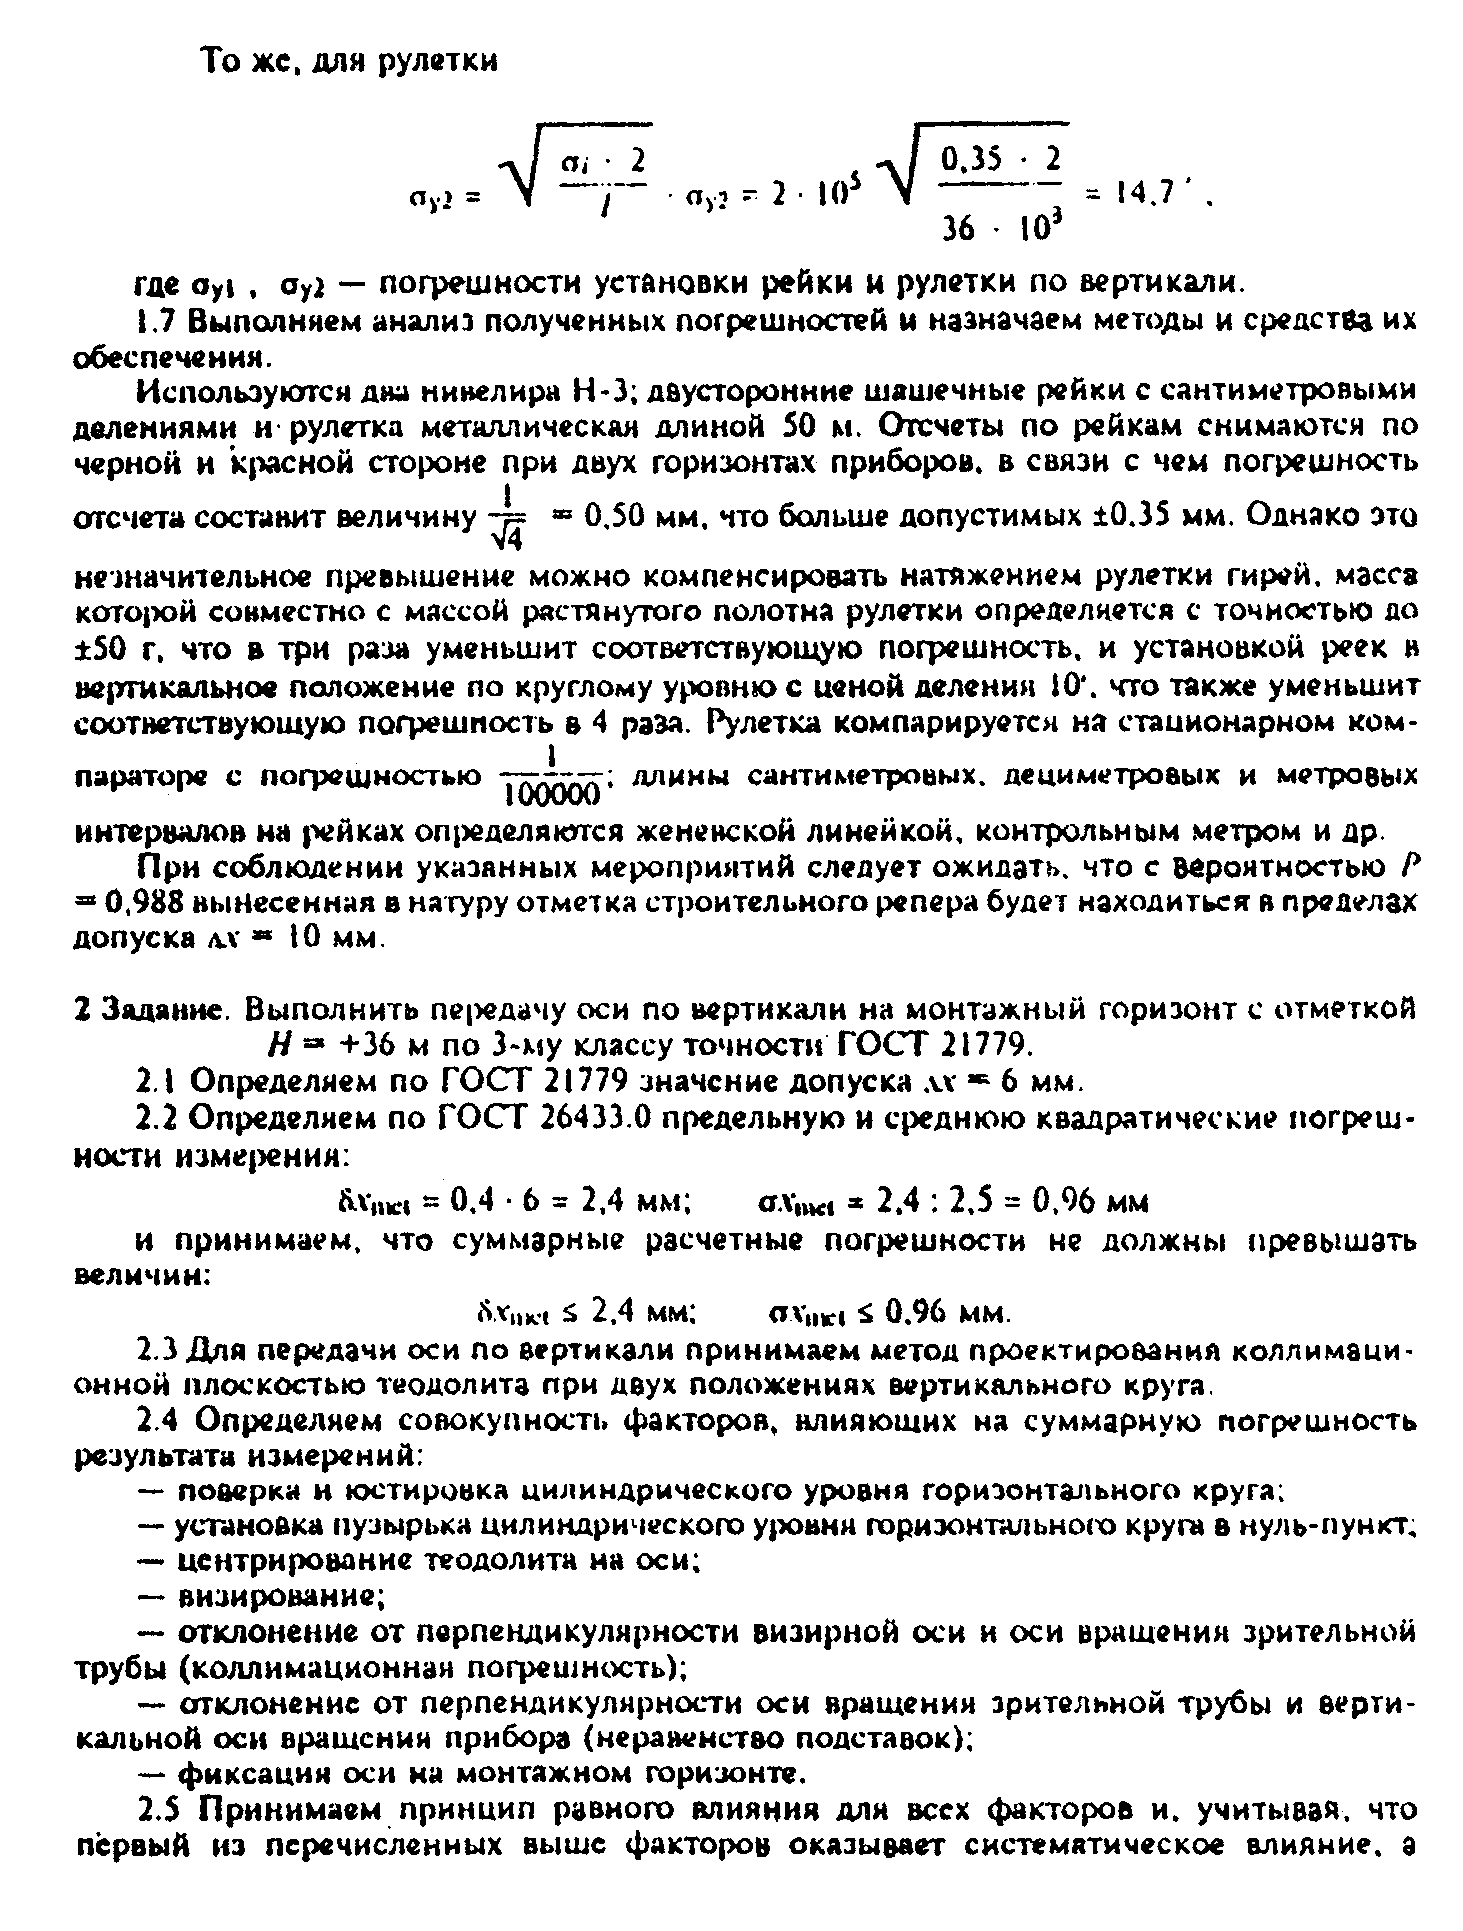 То же, для рулетки
σу2 = √(σi · 2 / l) · σу2 = 2 · 10⁵ √(0,35 · 2 / 36 · 10³) = 14,7′ .
где σу1 , σу2 — погрешности установки рейки и рулетки по вертикали.
1.7 Выполняем анализ полученных погрешностей и назначаем методы и средства их
обеспечения.
Используются два нивелира Н-3; двусторонние шашечные рейки с сантиметровыми
делениями и рулетка металлическая длиной 50 м. Отсчеты по рейкам снимаются по
черной и красной стороне при двух горизонтах приборов, в связи с чем погрешность
отсчета составит величину 1/√4 = 0,50 мм, что больше допустимых ±0,35 мм. Однако это
незначительное превышение можно компенсировать натяжением рулетки гирей, масса
которой совместно с массой растянутого полотна рулетки определяется с точностью до
±50 г, что в три раза уменьшит соответствующую погрешность, и установкой реек в
вертикальное положение по круглому уровню с ценой деления 10′, что также уменьшит
соответствующую погрешность в 4 раза. Рулетка компарируется на стационарном ком-
параторе с погрешностью 1/100000; длины сантиметровых, дециметровых и метровых
интервалов на рейках определяются женевской линейкой, контрольным метром и др.
При соблюдении указанных мероприятий следует ожидать, что с вероятностью P
= 0,988 вынесенная в натуру отметка строительного репера будет находиться в пределах
допуска Δx = 10 мм.
2 Задание. Выполнить передачу оси по вертикали на монтажный горизонт с отметкой
H = +36 м по 3-му классу точности ГОСТ 21779.
2.1 Определяем по ГОСТ 21779 значение допуска Δx = 6 мм.
2.2 Определяем по ГОСТ 26433.0 предельную и среднюю квадратические погреш-
ности измерения:
δxmet = 0,4 · 6 = 2,4 мм; σxmet = 2,4 : 2,5 = 0,96 мм
и принимаем, что суммарные расчетные погрешности не должны превышать
величин:
δxmet ≤ 2,4 мм; σxmet ≤ 0,96 мм.
2.3 Для передачи оси по вертикали принимаем метод проектирования коллимаци-
онной плоскостью теодолита при двух положениях вертикального круга.
2.4 Определяем совокупность факторов, влияющих на суммарную погрешность
результата измерений:
— поверка и юстировка цилиндрического уровня горизонтального круга;
— установка пузырька цилиндрического уровня горизонтального круга в нуль-пункт;
— центрирование теодолита на оси;
— визирование;
— отклонение от перпендикулярности визирной оси и оси вращения зрительной
трубы (коллимационная погрешность);
— отклонение от перпендикулярности оси вращения зрительной трубы и верти-
кальной оси вращения прибора (неравенство подставок);
— фиксация оси на монтажном горизонте.
2.5 Принимаем принцип равного влияния для всех факторов и, учитывая, что
первый из перечисленных выше факторов оказывает систематическое влияние, а